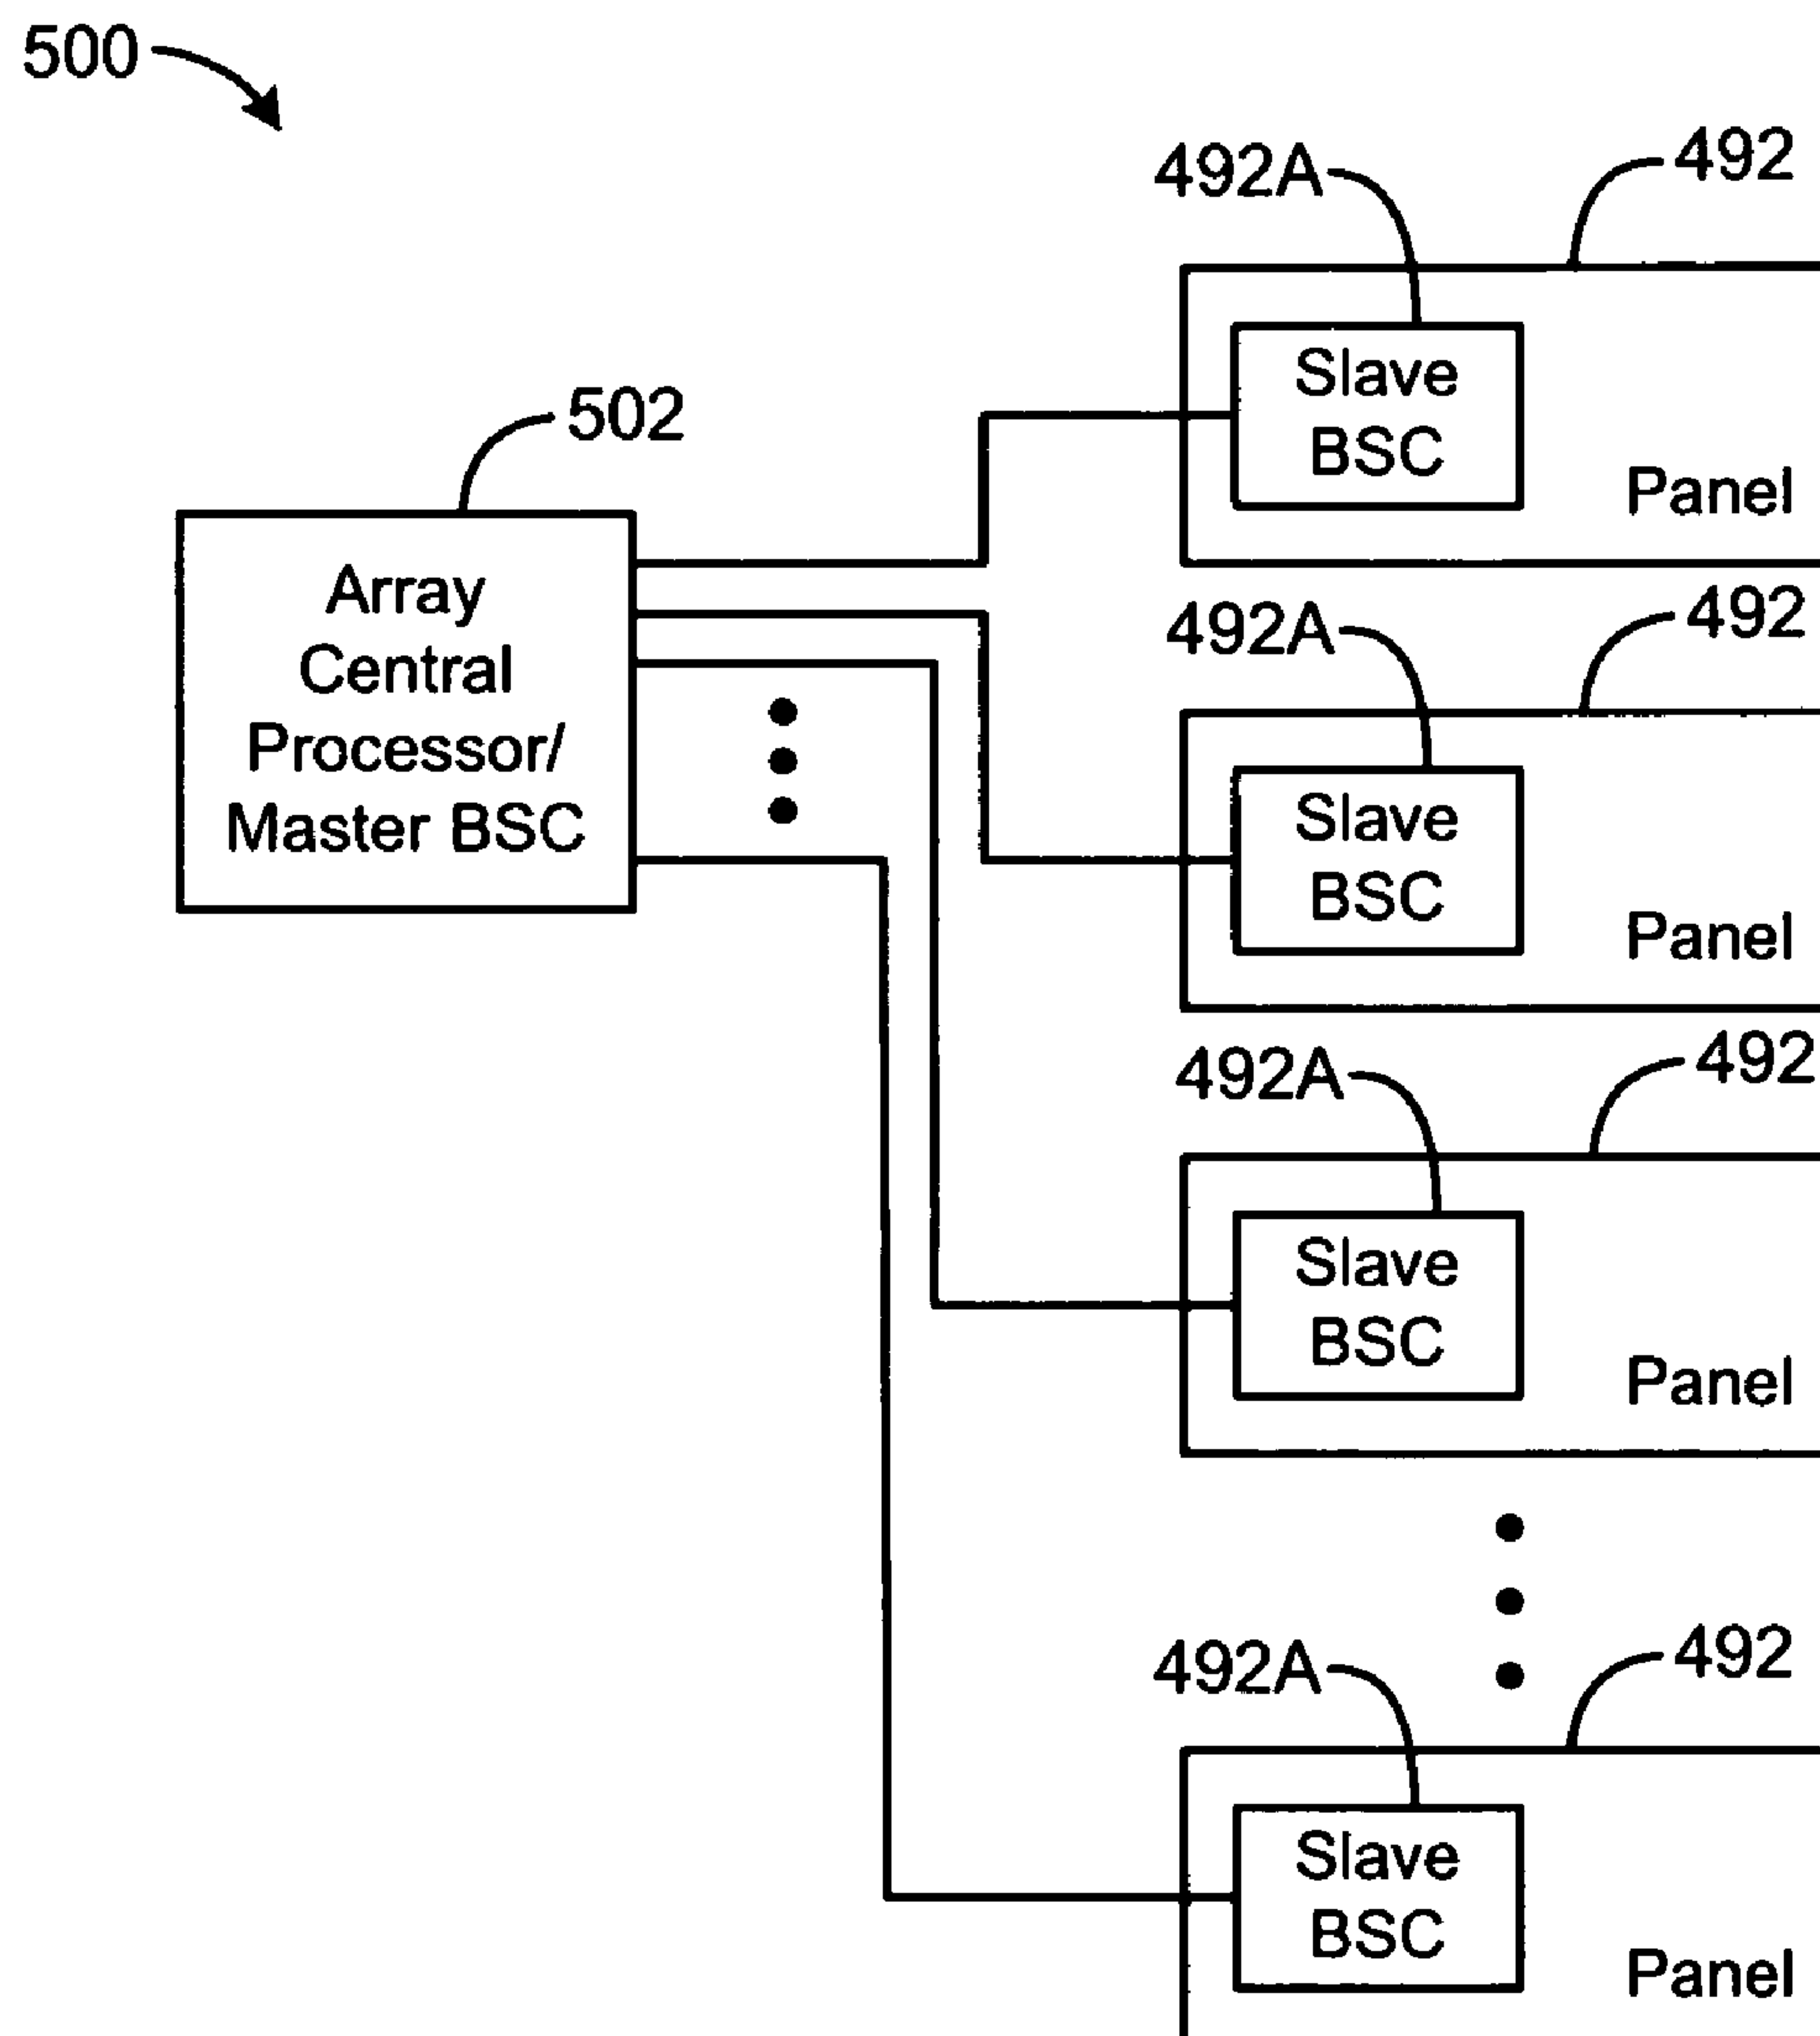 500
492A
492
Slave
BSC
Panel
502
Array
Central
Processor/
Master BSC
492A
492
Slave
BSC
Panel
492A
492
Slave
BSC
Panel
492A
492
Slave
BSC
Panel